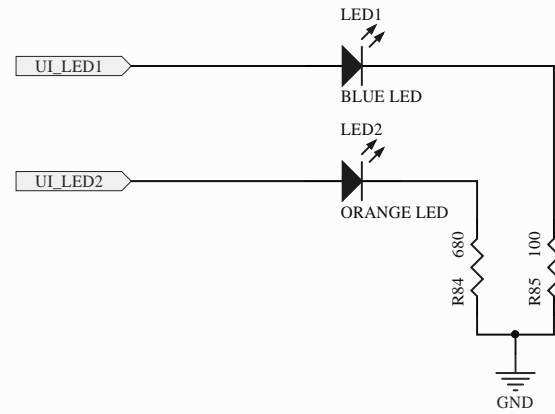 LED1
UI_LED1
BLUE LED
LED2
UI_LED2
ORANGE LED
680
R84
100
R85
GND